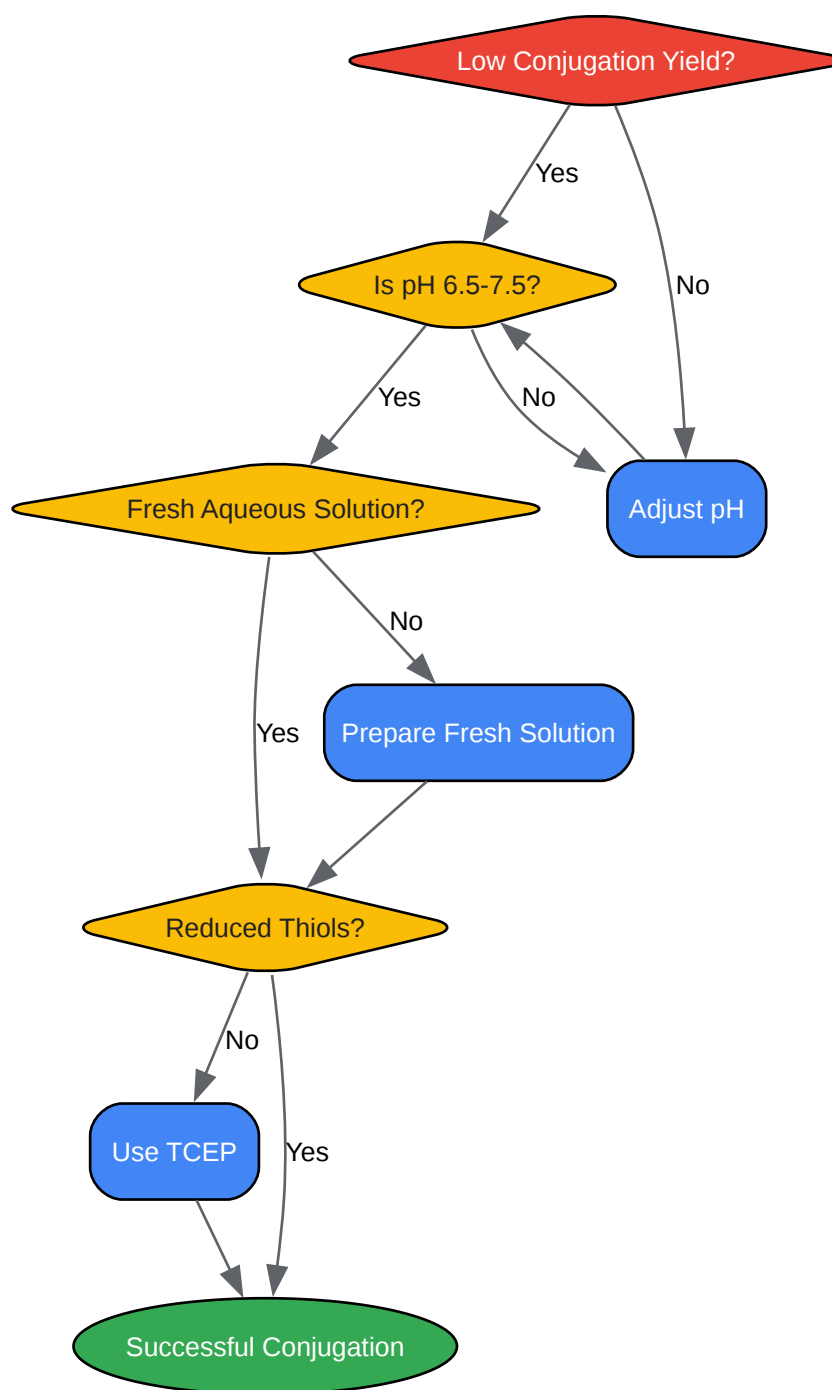 Low Conjugation Yield?
Yes
Is pH 6.5-7.5?
No
Yes
No
Fresh Aqueous Solution?
Adjust pH
No
Yes
Prepare Fresh Solution
Reduced Thiols?
No
Use TCEP
Yes
Successful Conjugation